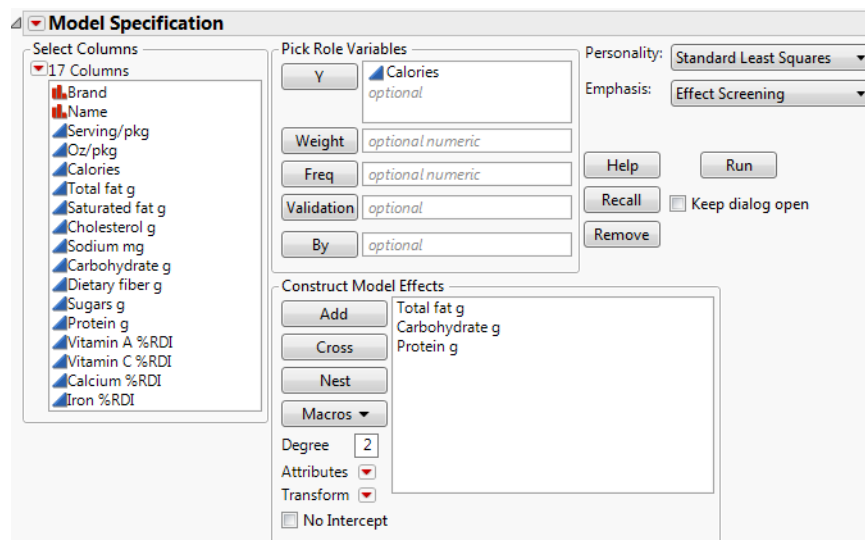 Model Specification
Select Columns
17 Columns
Brand
Name
Serving/pkg
Oz/pkg
Calories
Total fat g
Saturated fat g
Cholesterol g
Sodium mg
Carbohydrate g
Dietary fiber g
Sugars g
Protein g
Vitamin A %RDI
Vitamin C %RDI
Calcium %RDI
Iron %RDI
Pick Role Variables
Y
Calories
optional
Weight
optional numeric
Freq
optional numeric
Validation
optional
By
optional
Personality:
Standard Least Squares
Emphasis:
Effect Screening
Help
Run
Recall
Keep dialog open
Remove
Construct Model Effects
Add
Cross
Nest
Macros
Degree
2
Attributes
Transform
No Intercept
Total fat g
Carbohydrate g
Protein g